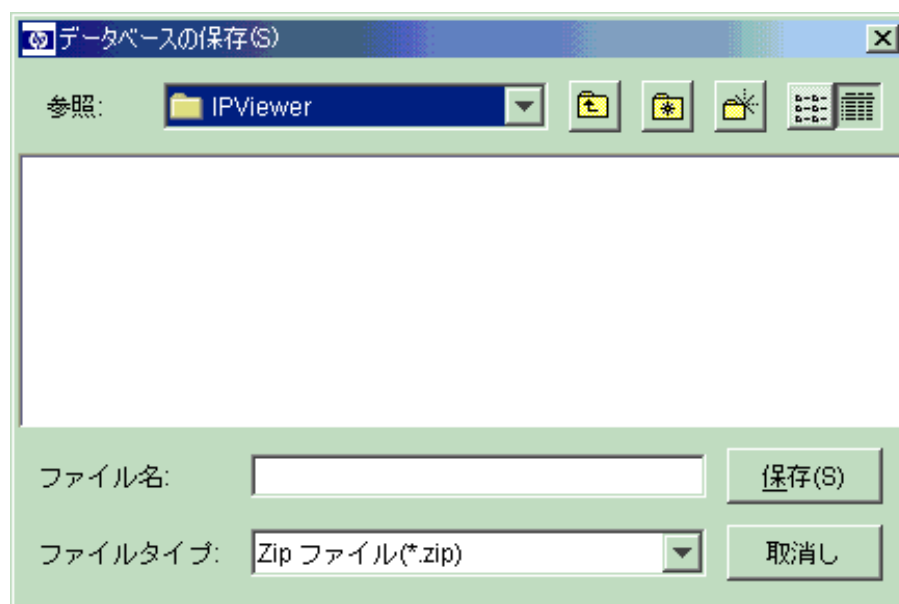 データベースの保存(S)
参照: IPViewer
ファイル名: 保存(S)
ファイルタイプ: Zip ファイル(*.zip) 取消し